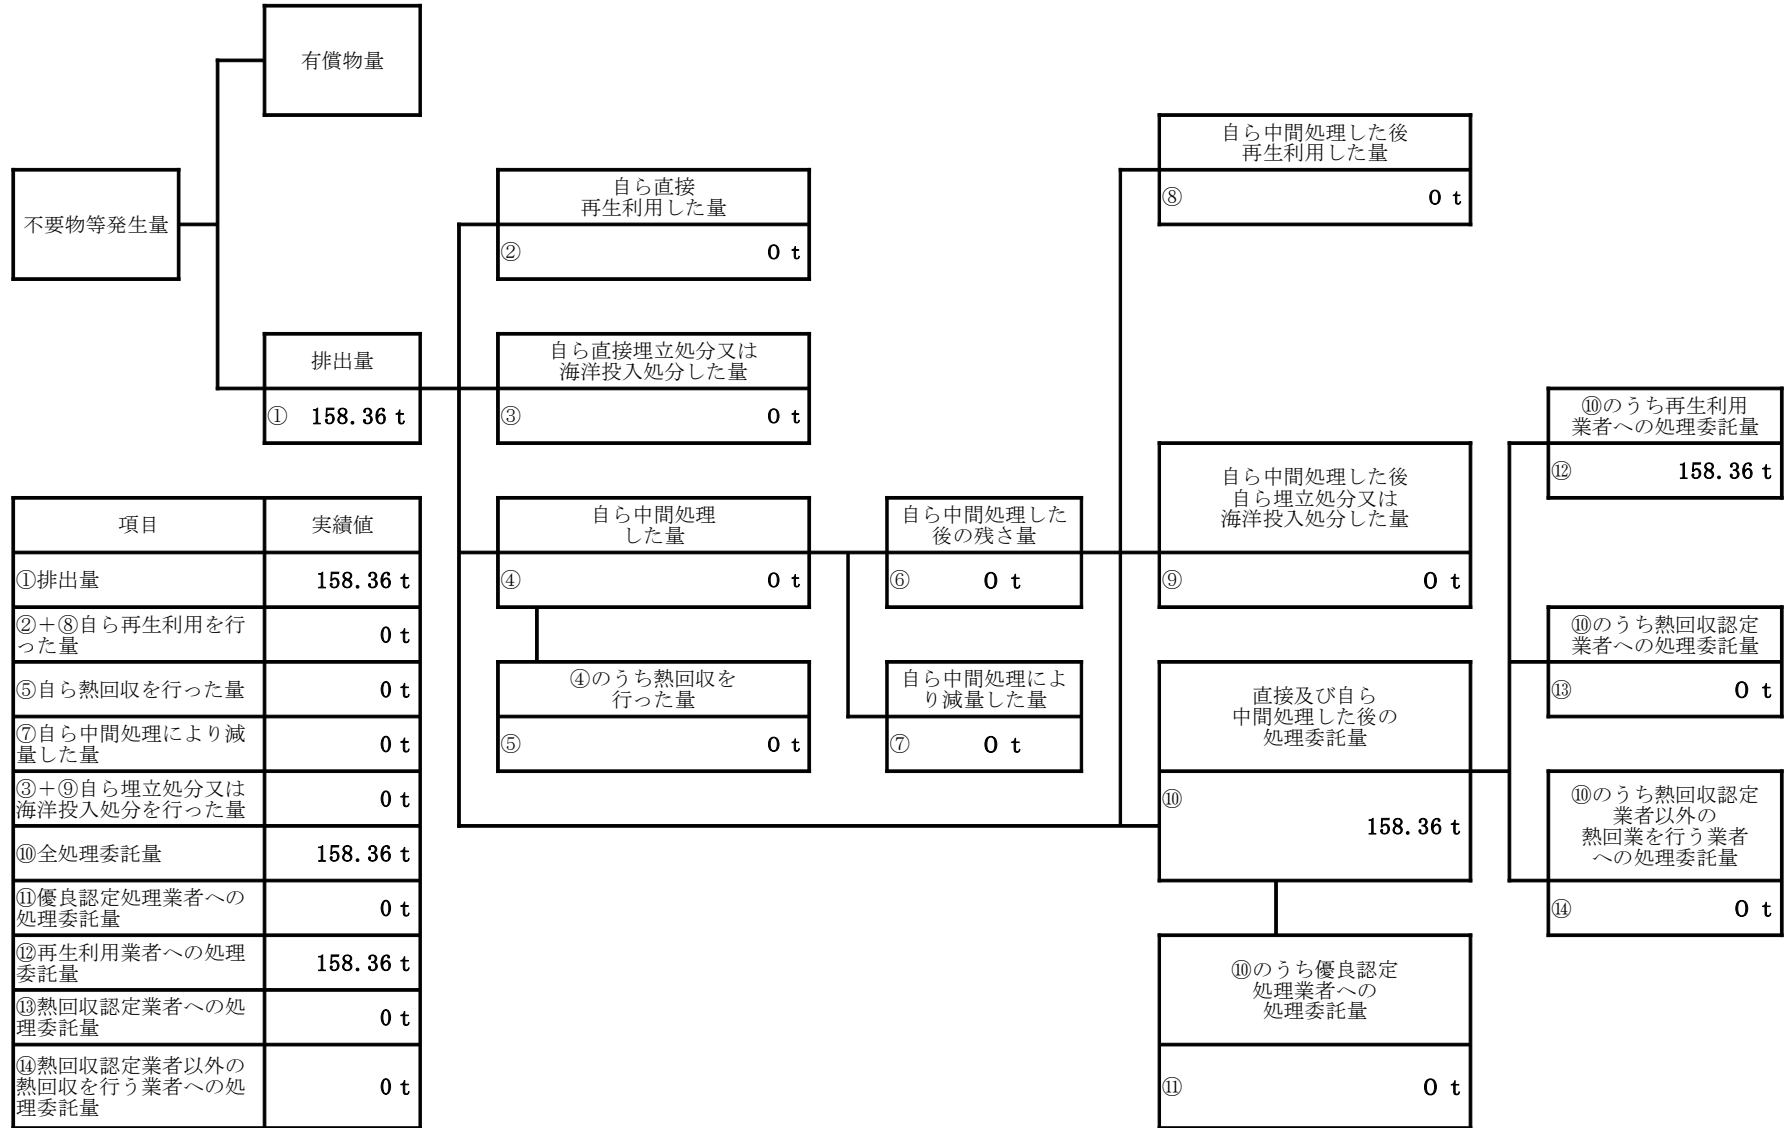 有償物量
不要物等発生量
排出量
① 158.36 t
自ら直接
再生利用した量
② 0 t
自ら直接埋立処分又は
海洋投入処分した量
③ 0 t
自ら中間処理
した量
④ 0 t
④のうち熱回収を
行った量
⑤ 0 t
自ら中間処理した
後の残さ量
⑥ 0 t
自ら中間処理によ
り減量した量
⑦ 0 t
自ら中間処理した後
再生利用した量
⑧ 0 t
自ら中間処理した後
自ら埋立処分又は
海洋投入処分した量
⑨ 0 t
直接及び自ら
中間処理した後の
処理委託量
⑩
158.36 t
⑩のうち優良認定
処理業者への
処理委託量
⑪ 0 t
⑩のうち再生利用
業者への処理委託量
⑫ 158.36 t
⑩のうち熱回収認定
業者への処理委託量
⑬ 0 t
⑩のうち熱回収認定
業者以外の
熱回業を行う業者
への処理委託量
⑭ 0 t
項目 実績値
①排出量 158.36 t
②＋⑧自ら再生利用を行
った量 0 t
⑤自ら熱回収を行った量 0 t
⑦自ら中間処理により減
量した量 0 t
③＋⑨自ら埋立処分又は
海洋投入処分を行った量 0 t
⑩全処理委託量 158.36 t
⑪優良認定処理業者への
処理委託量 0 t
⑫再生利用業者への処理
委託量 158.36 t
⑬熱回収認定業者への処
理委託量 0 t
⑭熱回収認定業者以外の
熱回収を行う業者への処
理委託量 0 t